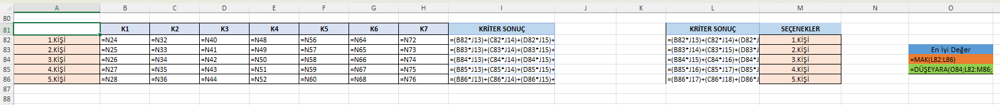 A B C D E F G H I J K L M N O
80
81 K1 K2 K3 K4 K5 K6 K7 KRİTER SONUÇ KRİTER SONUÇ SEÇENEKLER
82 1.KİŞİ =N24 =N32 =N40 =N48 =N56 =N64 =N72 =(B82*J13)+(C82*J14)+(D82*J15)+ =(B82*J13)+(C82*J14)+(D82*J 1.KİŞİ
83 2.KİŞİ =N25 =N33 =N41 =N49 =N57 =N65 =N73 =(B83*J13)+(C83*J14)+(D83*J15)+ =(B83*J14)+(C83*J15)+(D83*J 2.KİŞİ En İyi Değer
84 3.KİŞİ =N26 =N34 =N42 =N50 =N58 =N66 =N74 =(B84*J13)+(C84*J14)+(D84*J15)+ =(B84*J15)+(C84*J16)+(D84*J 3.KİŞİ =MAK(L82:L86)
85 4.KİŞİ =N27 =N35 =N43 =N51 =N59 =N67 =N75 =(B85*J13)+(C85*J14)+(D85*J15)+ =(B85*J16)+(C85*J17)+(D85*J 4.KİŞİ =DÜŞEYARA(O84;L82:M86;
86 5.KİŞİ =N28 =N36 =N44 =N52 =N60 =N68 =N76 =(B86*J13)+(C86*J14)+(D86*J15)+ =(B86*J17)+(C86*J18)+(D86*J 5.KİŞİ
87
88